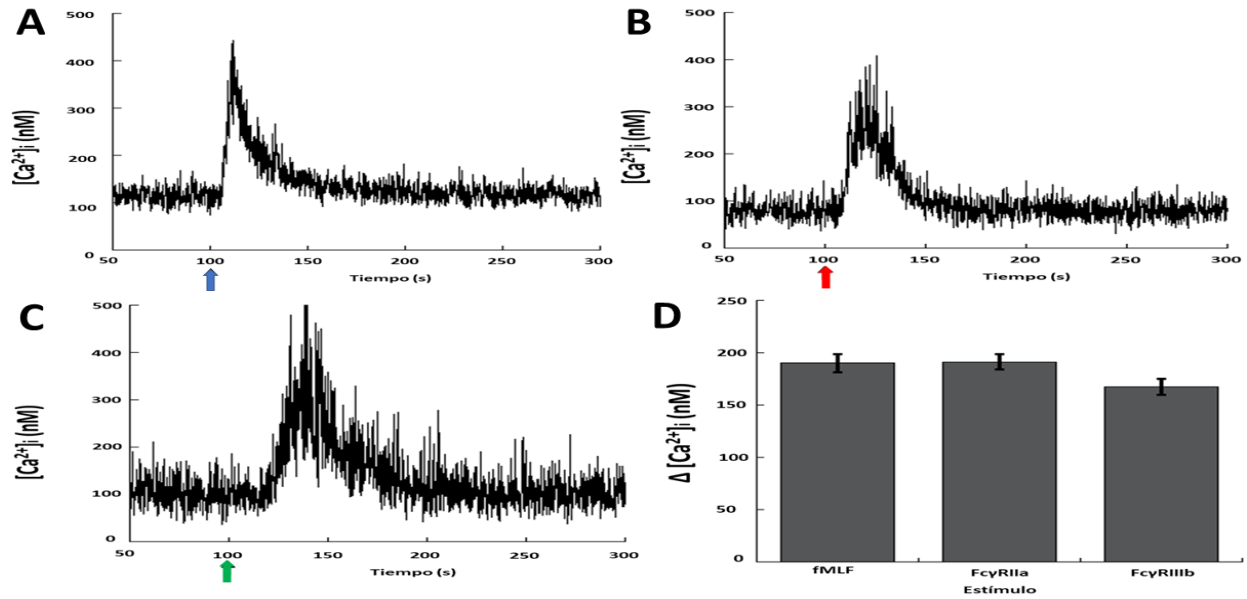 A
[Ca²⁺]i (nM)
500
400
300
200
100
0
50 100 150 200 250 300
Tiempo (s)
B
[Ca²⁺]i (nM)
500
400
300
200
100
0
50 100 150 200 250 300
Tiempo (s)
C
[Ca²⁺]i (nM)
500
400
300
200
100
0
50 100 150 200 250 300
Tiempo (s)
D
Δ [Ca²⁺]i (nM)
250
200
150
100
50
0
fMLF FcγRIIa FcγRIIIb
Estímulo